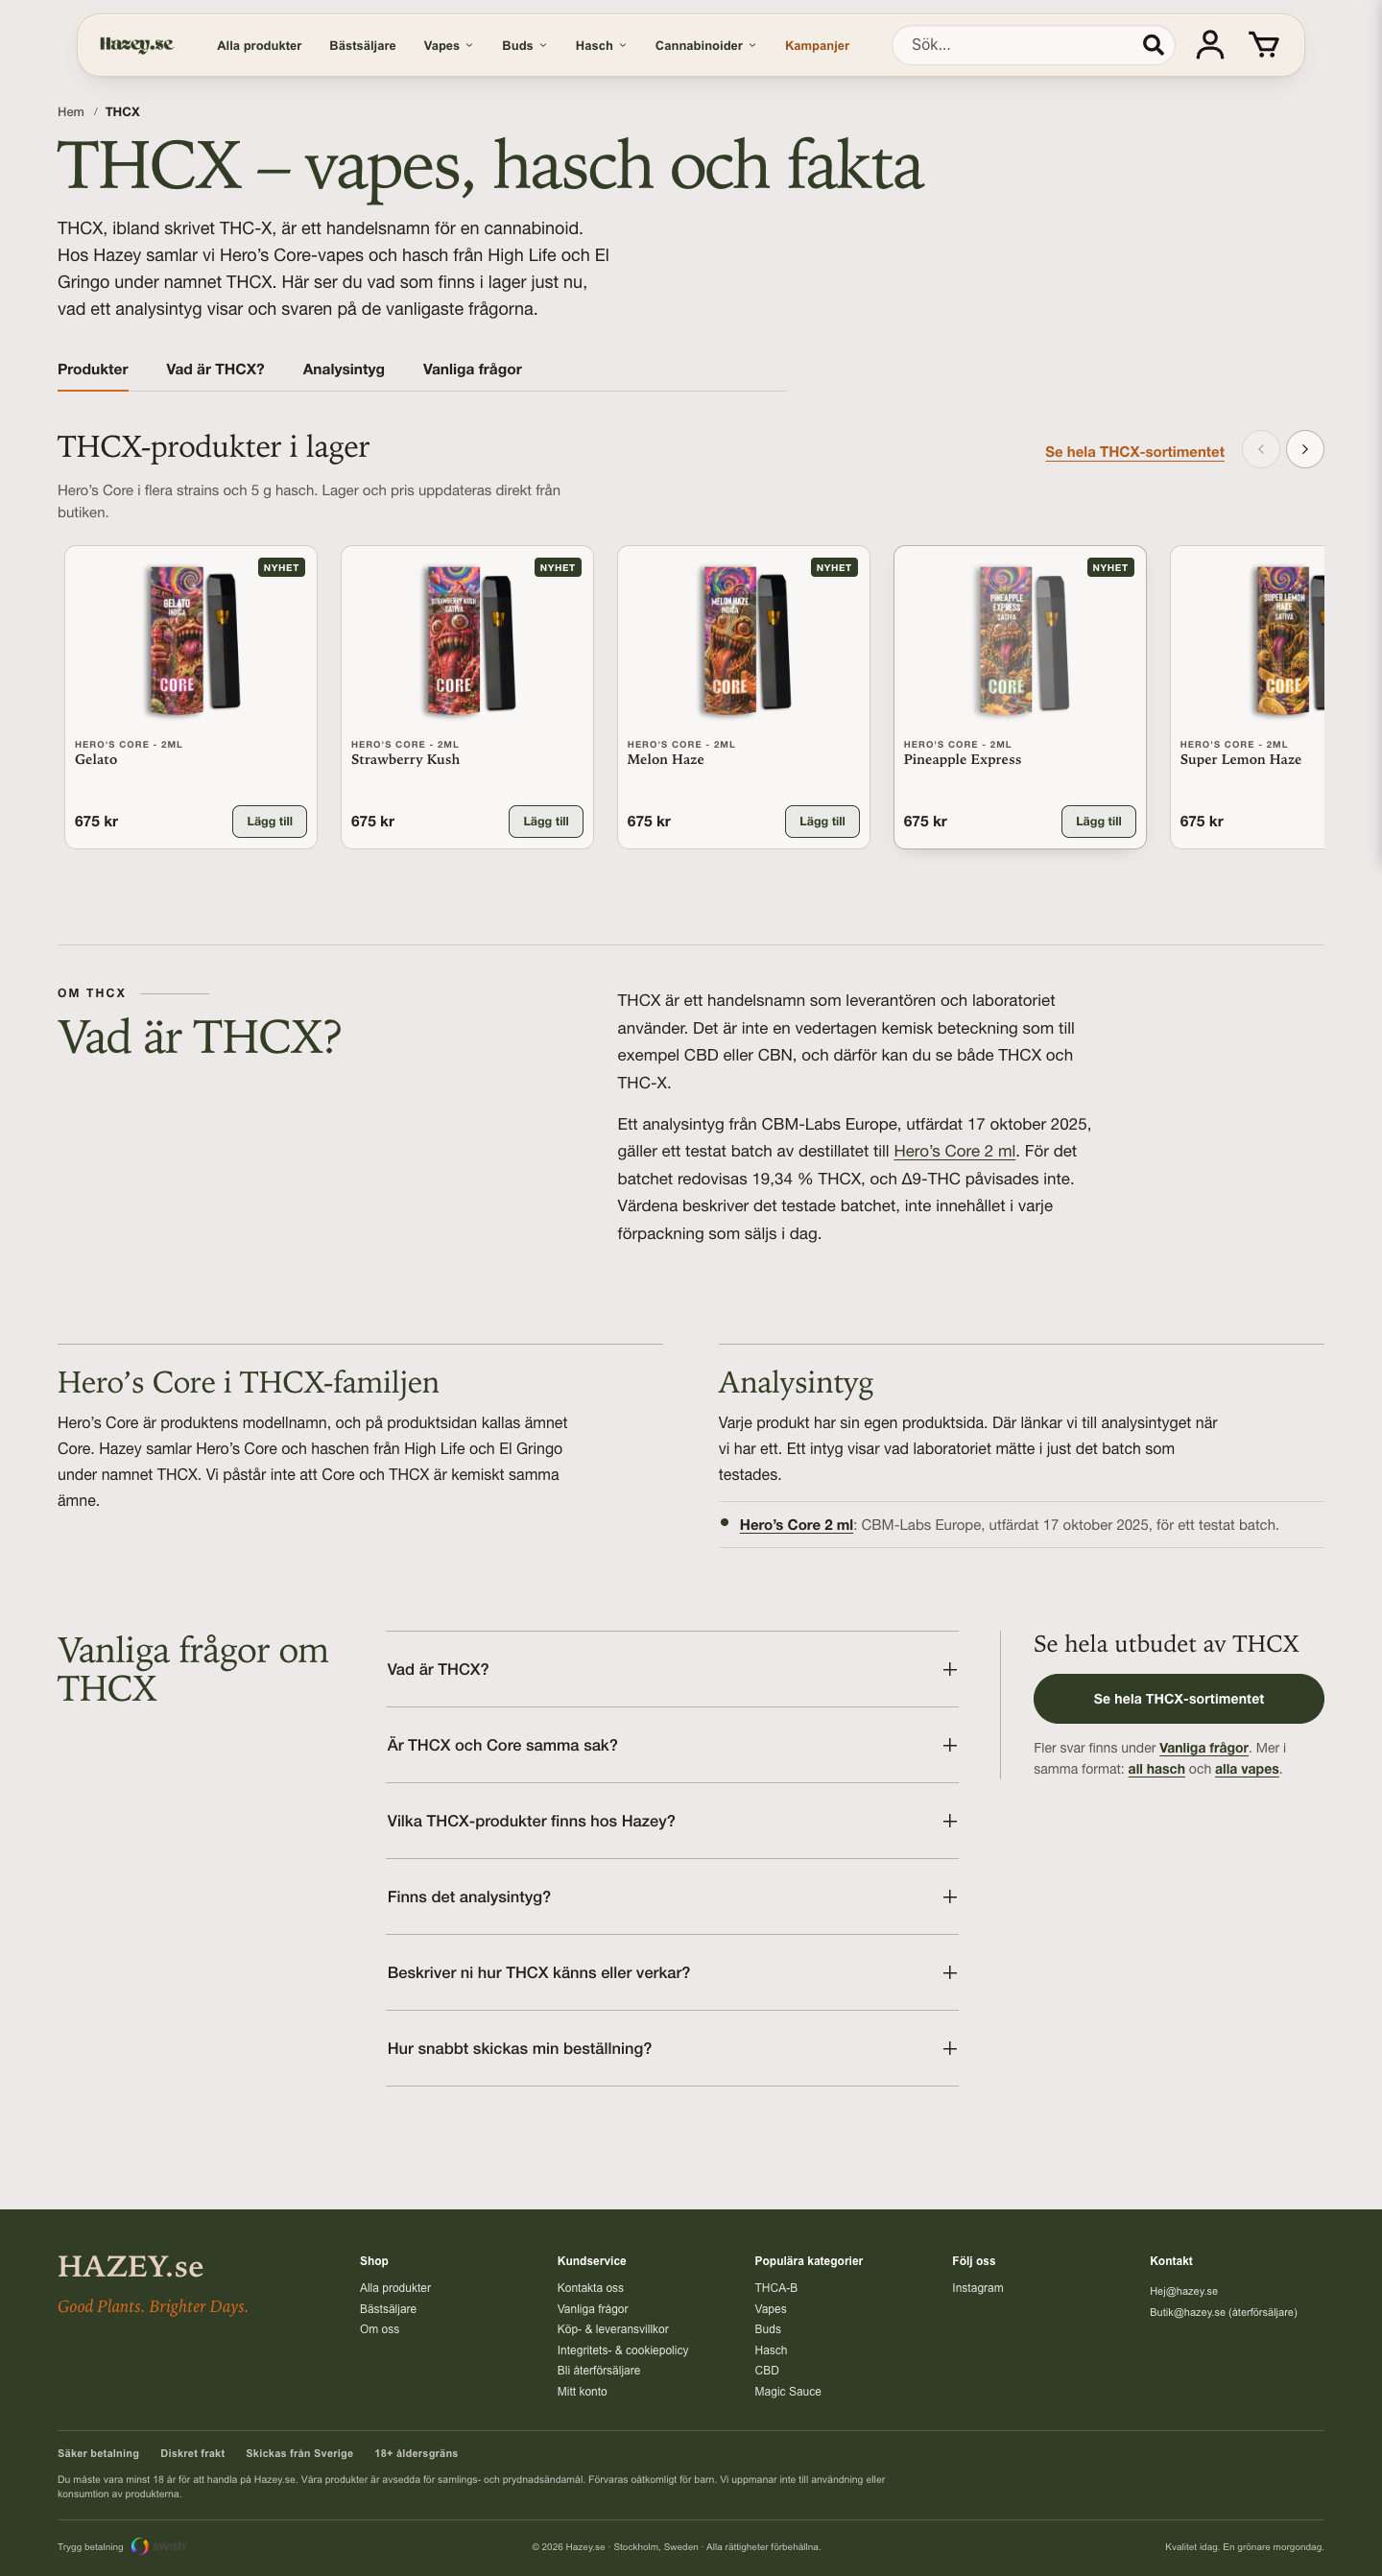 Hazey.se
Alla produkter
Bästsäljare
Vapes
Buds
Hasch
Cannabinoider
Kampanjer
Sök...
Hem / THCX
THCX – vapes, hasch och fakta
THCX, ibland skrivet THC-X, är ett handelsnamn för en cannabinoid.
Hos Hazey samlar vi Hero’s Core-vapes och hasch från High Life och El
Gringo under namnet THCX. Här ser du vad som finns i lager just nu,
vad ett analysintyg visar och svaren på de vanligaste frågorna.
Produkter
Vad är THCX?
Analysintyg
Vanliga frågor
THCX-produkter i lager
Se hela THCX-sortimentet
Hero’s Core i flera strains och 5 g hasch. Lager och pris uppdateras direkt från
butiken.
NYHET
GELATO
INDICA
CORE
HERO'S CORE - 2ML
Gelato
675 kr
Lägg till
NYHET
STRAWBERRY KUSH
SATIVA
CORE
HERO'S CORE - 2ML
Strawberry Kush
675 kr
Lägg till
NYHET
MELON HAZE
INDICA
CORE
HERO'S CORE - 2ML
Melon Haze
675 kr
Lägg till
NYHET
PINEAPPLE
EXPRESS
SATIVA
CORE
HERO'S CORE - 2ML
Pineapple Express
675 kr
Lägg till
SUPER LEMON
HAZE
SATIVA
CORE
HERO'S CORE - 2ML
Super Lemon Haze
675 kr
OM THCX
Vad är THCX?
THCX är ett handelsnamn som leverantören och laboratoriet
använder. Det är inte en vedertagen kemisk beteckning som till
exempel CBD eller CBN, och därför kan du se både THCX och
THC-X.
Ett analysintyg från CBM-Labs Europe, utfärdat 17 oktober 2025,
gäller ett testat batch av destillatet till Hero’s Core 2 ml. För det
batchet redovisas 19,34 % THCX, och Δ9-THC påvisades inte.
Värdena beskriver det testade batchet, inte innehållet i varje
förpackning som säljs i dag.
Hero’s Core i THCX-familjen
Hero’s Core är produktens modellnamn, och på produktsidan kallas ämnet
Core. Hazey samlar Hero’s Core och haschen från High Life och El Gringo
under namnet THCX. Vi påstår inte att Core och THCX är kemiskt samma
ämne.
Analysintyg
Varje produkt har sin egen produktsida. Där länkar vi till analysintyget när
vi har ett. Ett intyg visar vad laboratoriet mätte i just det batch som
testades.
Hero’s Core 2 ml: CBM-Labs Europe, utfärdat 17 oktober 2025, för ett testat batch.
Vanliga frågor om
THCX
Vad är THCX?
Är THCX och Core samma sak?
Vilka THCX-produkter finns hos Hazey?
Finns det analysintyg?
Beskriver ni hur THCX känns eller verkar?
Hur snabbt skickas min beställning?
Se hela utbudet av THCX
Se hela THCX-sortimentet
Fler svar finns under Vanliga frågor. Mer i
samma format: all hasch och alla vapes.
HAZEY.se
Good Plants. Brighter Days.
Shop
Alla produkter
Bästsäljare
Om oss
Kundservice
Kontakta oss
Vanliga frågor
Köp- & leveransvillkor
Integritets- & cookiepolicy
Bli återförsäljare
Mitt konto
Populära kategorier
THCA-B
Vapes
Buds
Hasch
CBD
Magic Sauce
Följ oss
Instagram
Kontakt
Hej@hazey.se
Butik@hazey.se (återförsäljare)
Säker betalning
Diskret frakt
Skickas från Sverige
18+ åldersgräns
Du måste vara minst 18 år för att handla på Hazey.se. Våra produkter är avsedda för samlings- och prydnadsändamål. Förvaras oåtkomligt för barn. Vi uppmanar inte till användning eller
konsumtion av produkterna.
Trygg betalning
swish
© 2026 Hazey.se · Stockholm, Sweden · Alla rättigheter förbehållna.
Kvalitet idag. En grönare morgondag.